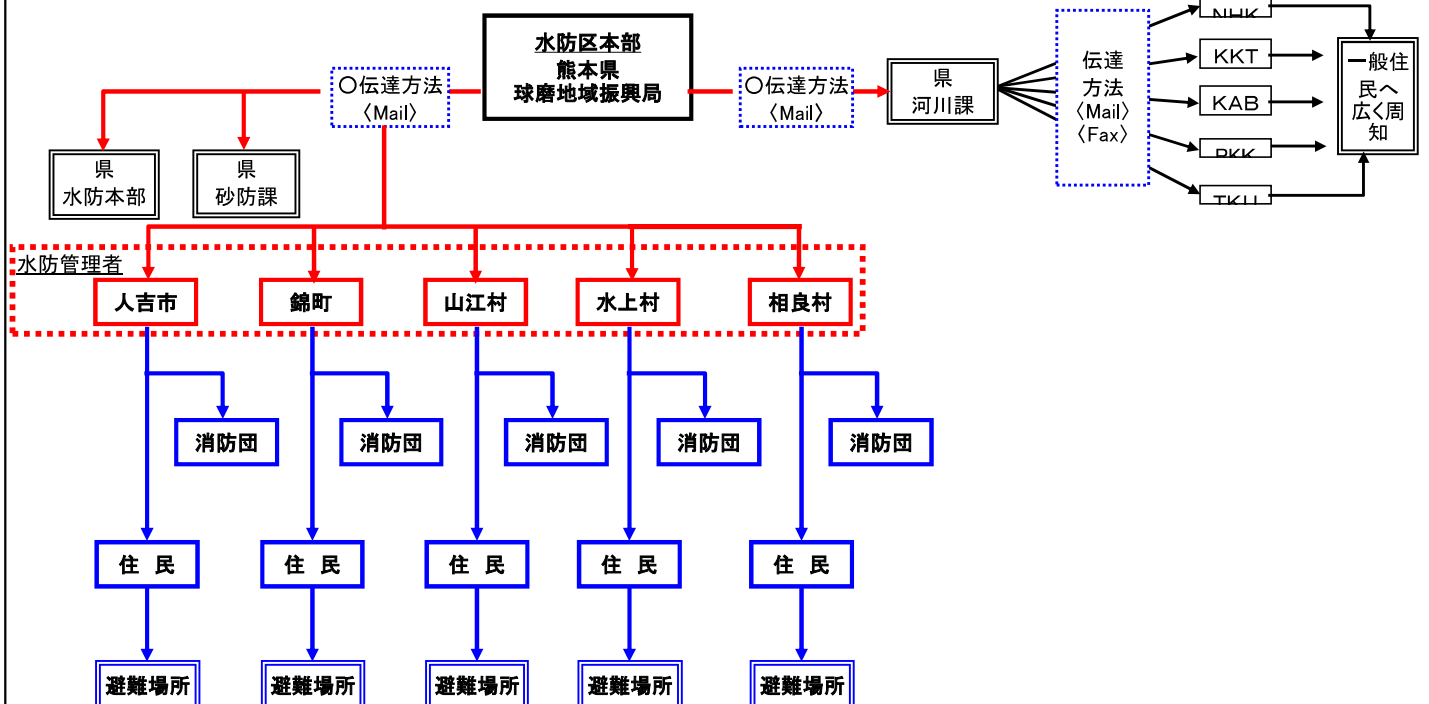 水防区本部
熊本県
球磨地域振興局
〇伝達方法
〈Mail〉
〇伝達方法
〈Mail〉
県
河川課
伝達
方法
〈Mail〉
〈Fax〉
NHK
KKT
KAB
RKK
TKU
一般住
民へ
広く周
知
県
水防本部
県
砂防課
水防管理者
人吉市
錦町
山江村
水上村
相良村
消防団
消防団
消防団
消防団
消防団
住 民
住 民
住 民
住 民
住 民
避難場所
避難場所
避難場所
避難場所
避難場所